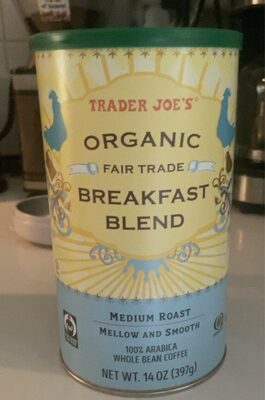 TRADER JOE'S
ORGANIC
FAIR TRADE
BREAKFAST
BLEND
MEDIUM ROAST
MELLOW AND SMOOTH
100% ARABICA
WHOLE BEAN COFFEE
NET WT. 14 OZ (397g)